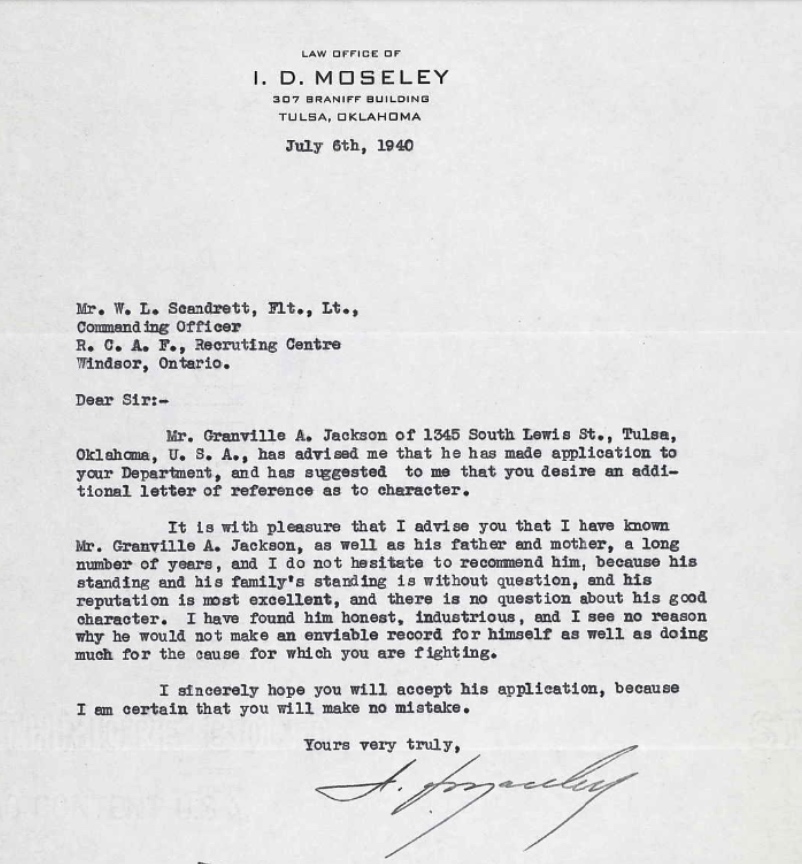 LAW OFFICE OF
I. D. MOSELEY
307 BRANIFF BUILDING
TULSA, OKLAHOMA
July 6th, 1940
Mr. W. L. Scandrett, Flt., Lt.,
Commanding Officer
R. C. A. F., Recruting Centre
Windsor, Ontario.
Dear Sir:-
Mr. Granville A. Jackson of 1345 South Lewis St., Tulsa,
Oklahoma, U. S. A., has advised me that he has made application to
your Department, and has suggested to me that you desire an addi-
tional letter of reference as to character.
It is with pleasure that I advise you that I have known
Mr. Granville A. Jackson, as well as his father and mother, a long
number of years, and I do not hesitate to recommend him, because his
standing and his family's standing is without question, and his
reputation is most excellent, and there is no question about his good
character. I have found him honest, industrious, and I see no reason
why he would not make an enviable record for himself as well as doing
much for the cause for which you are fighting.
I sincerely hope you will accept his application, because
I am certain that you will make no mistake.
Yours very truly,